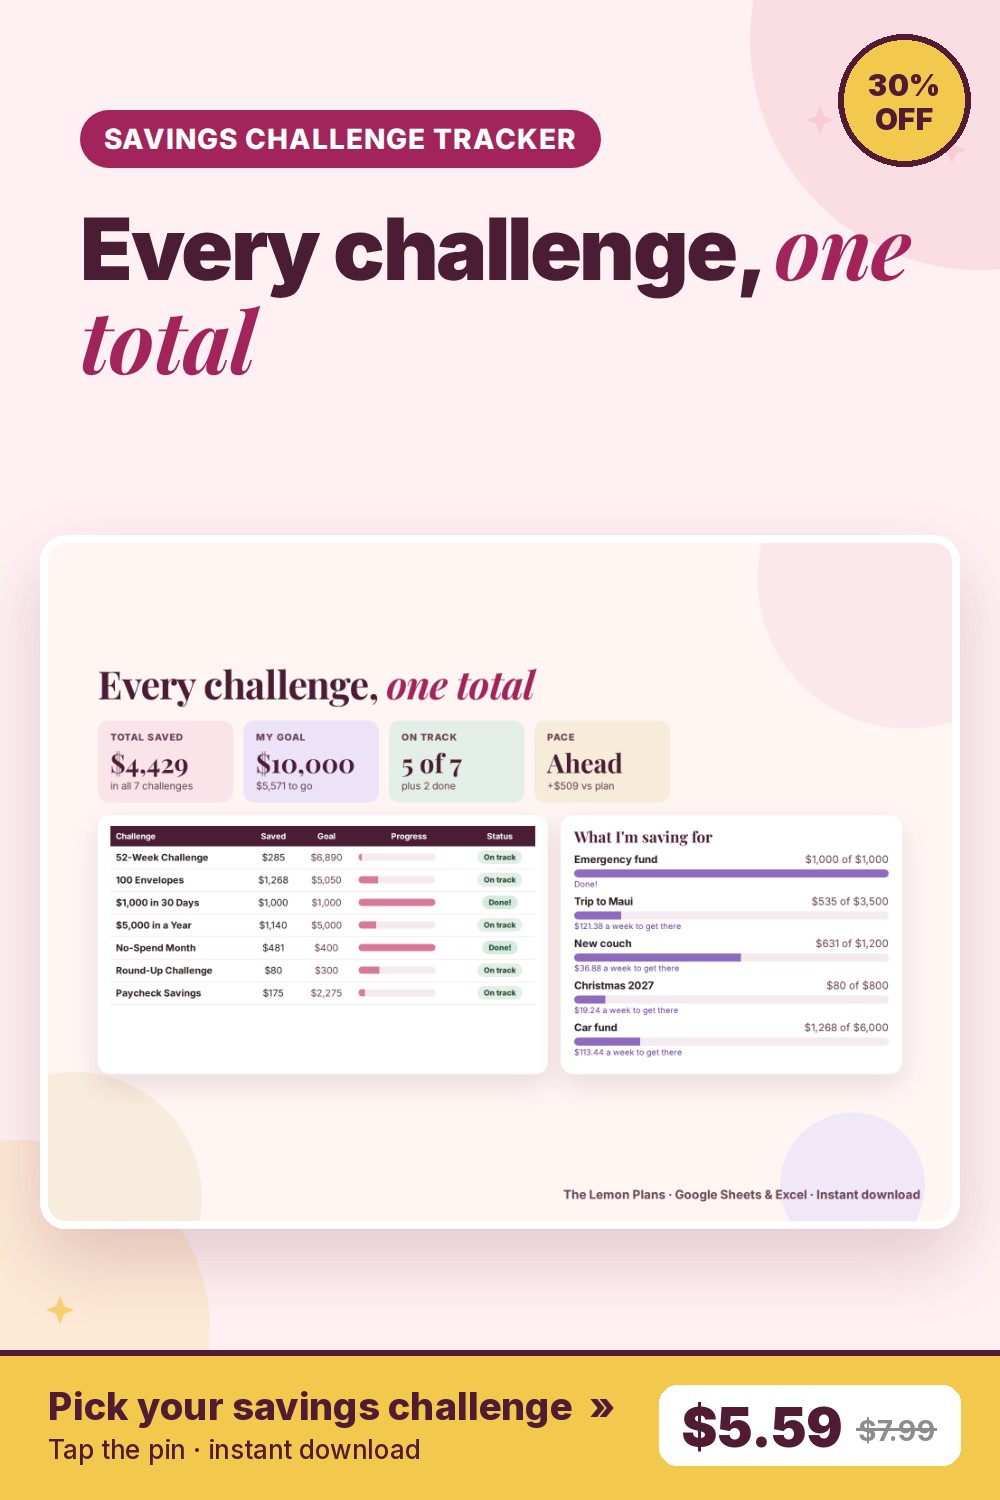 30%
OFF
SAVINGS CHALLENGE TRACKER
Every challenge, one
total
Every challenge, one total
TOTAL SAVED
$4,429
in all 7 challenges
MY GOAL
$10,000
$5,571 to go
ON TRACK
5 of 7
plus 2 done
PACE
Ahead
+$509 vs plan
Challenge Saved Goal Progress Status
52-Week Challenge $285 $6,890 On track
100 Envelopes $1,268 $5,050 On track
$1,000 in 30 Days $1,000 $1,000 Done!
$5,000 in a Year $1,140 $5,000 On track
No-Spend Month $481 $400 Done!
Round-Up Challenge $80 $300 On track
Paycheck Savings $175 $2,275 On track
What I'm saving for
Emergency fund $1,000 of $1,000
Done!
Trip to Maui $535 of $3,500
$121.38 a week to get there
New couch $631 of $1,200
$36.88 a week to get there
Christmas 2027 $80 of $800
$19.24 a week to get there
Car fund $1,268 of $6,000
$113.44 a week to get there
The Lemon Plans · Google Sheets & Excel · Instant download
Pick your savings challenge »
Tap the pin · instant download
$5.59 $7.99